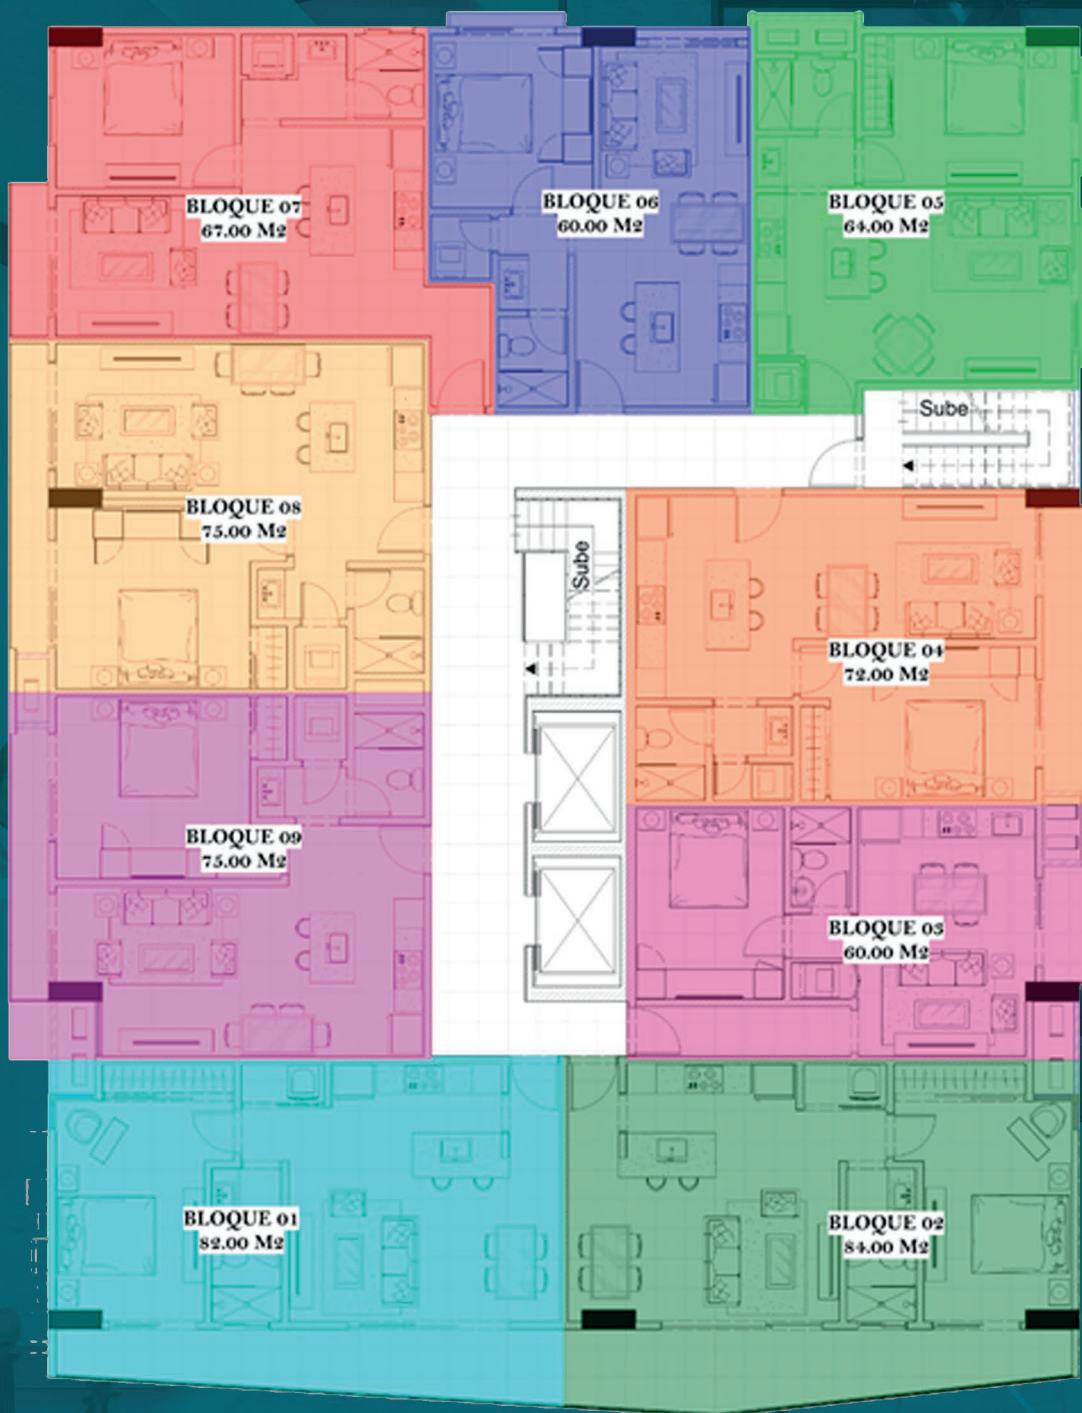 BLOQUE 07
67.00 M2
BLOQUE 06
60.00 M2
BLOQUE 05
64.00 M2
Sube
BLOQUE 08
75.00 M2
Sube
BLOQUE 04
72.00 M2
BLOQUE 09
75.00 M2
BLOQUE 03
60.00 M2
BLOQUE 01
82.00 M2
BLOQUE 02
84.00 M2